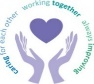 caring for each other working together always improving